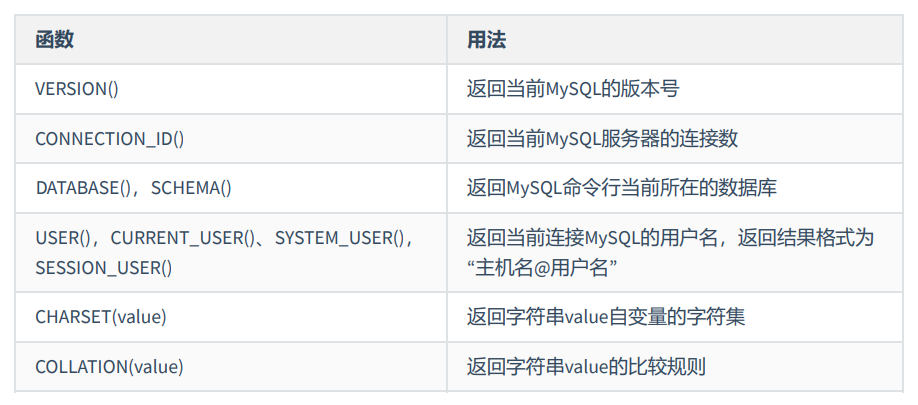 函数 用法
VERSION() 返回当前MySQL的版本号
CONNECTION_ID() 返回当前MySQL服务器的连接数
DATABASE()，SCHEMA() 返回MySQL命令行当前所在的数据库
USER()，CURRENT_USER()、SYSTEM_USER()，
SESSION_USER()
返回当前连接MySQL的用户名，返回结果格式为
“主机名@用户名”
CHARSET(value) 返回字符串value自变量的字符集
COLLATION(value) 返回字符串value的比较规则